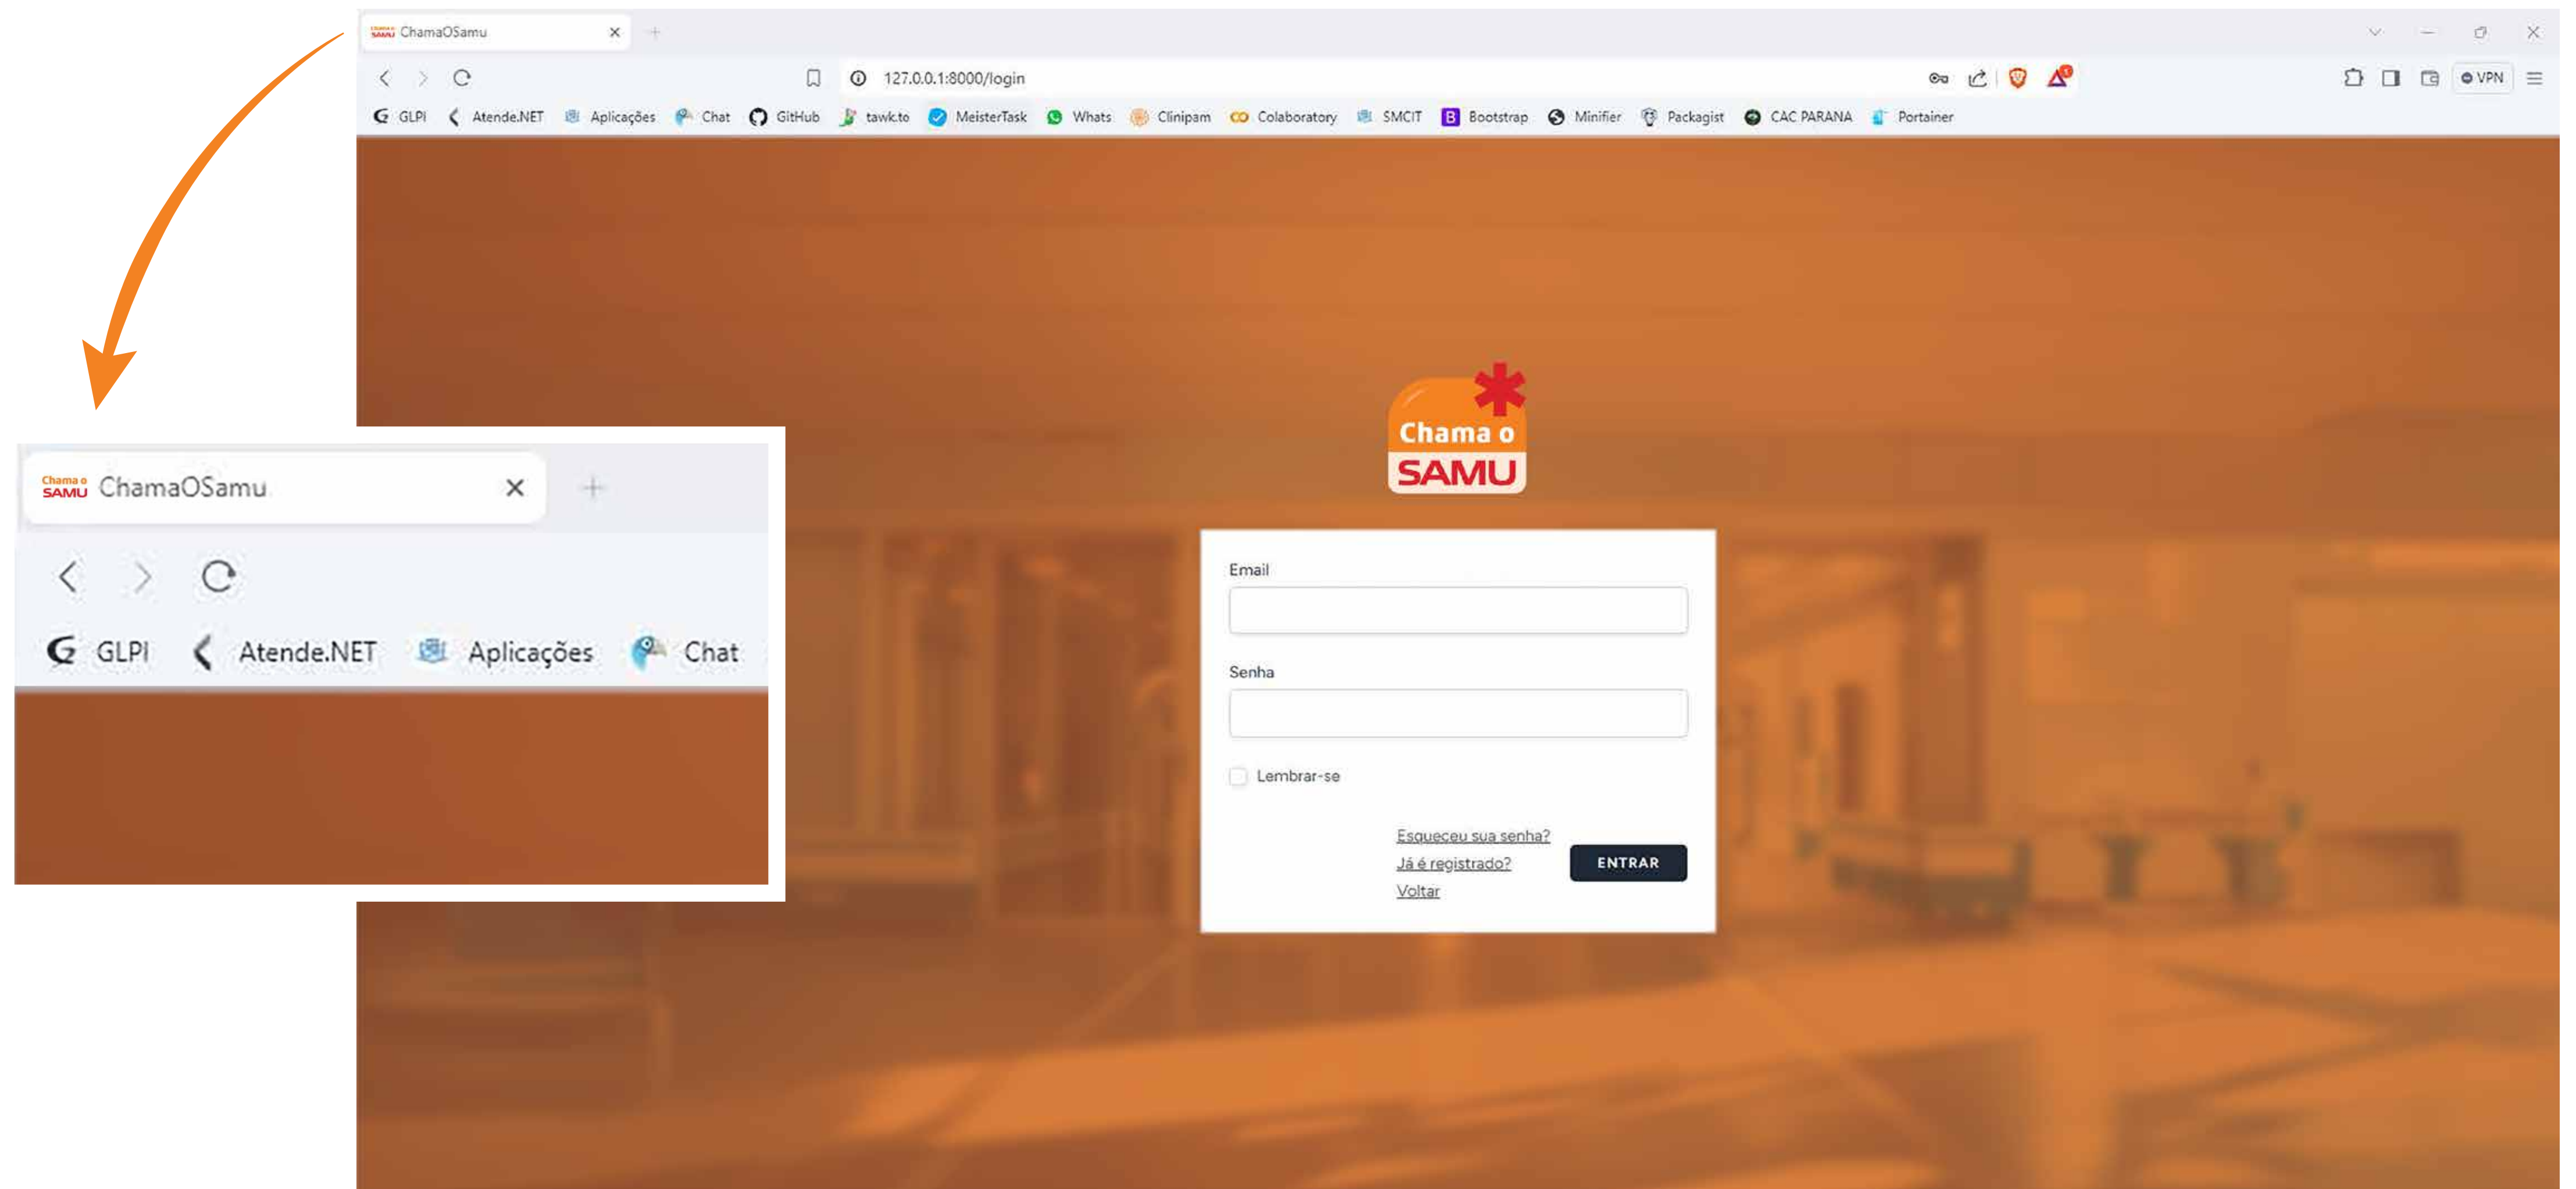 Chama o SAMU ChamaOSamu
127.0.0.1:8000/login
VPN
GLPI Atende.NET Aplicações Chat GitHub tawk.to MeisterTask Whats Clinipam Colaboratory SMCIT B Bootstrap Minifier Packagist CAC PARANA Portainer
Chama o
SAMU
Chama o
SAMU ChamaOSamu
GLPI Atende.NET Aplicações Chat
Email
Senha
Lembrar-se
Esqueceu sua senha?
Já é registrado?
Voltar
ENTRAR